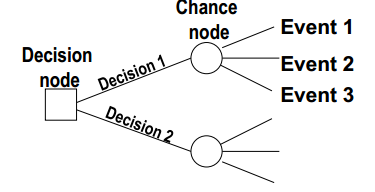 Chance
node
Event 1
Decision
node
Decision 1
Event 2
Event 3
Decision 2